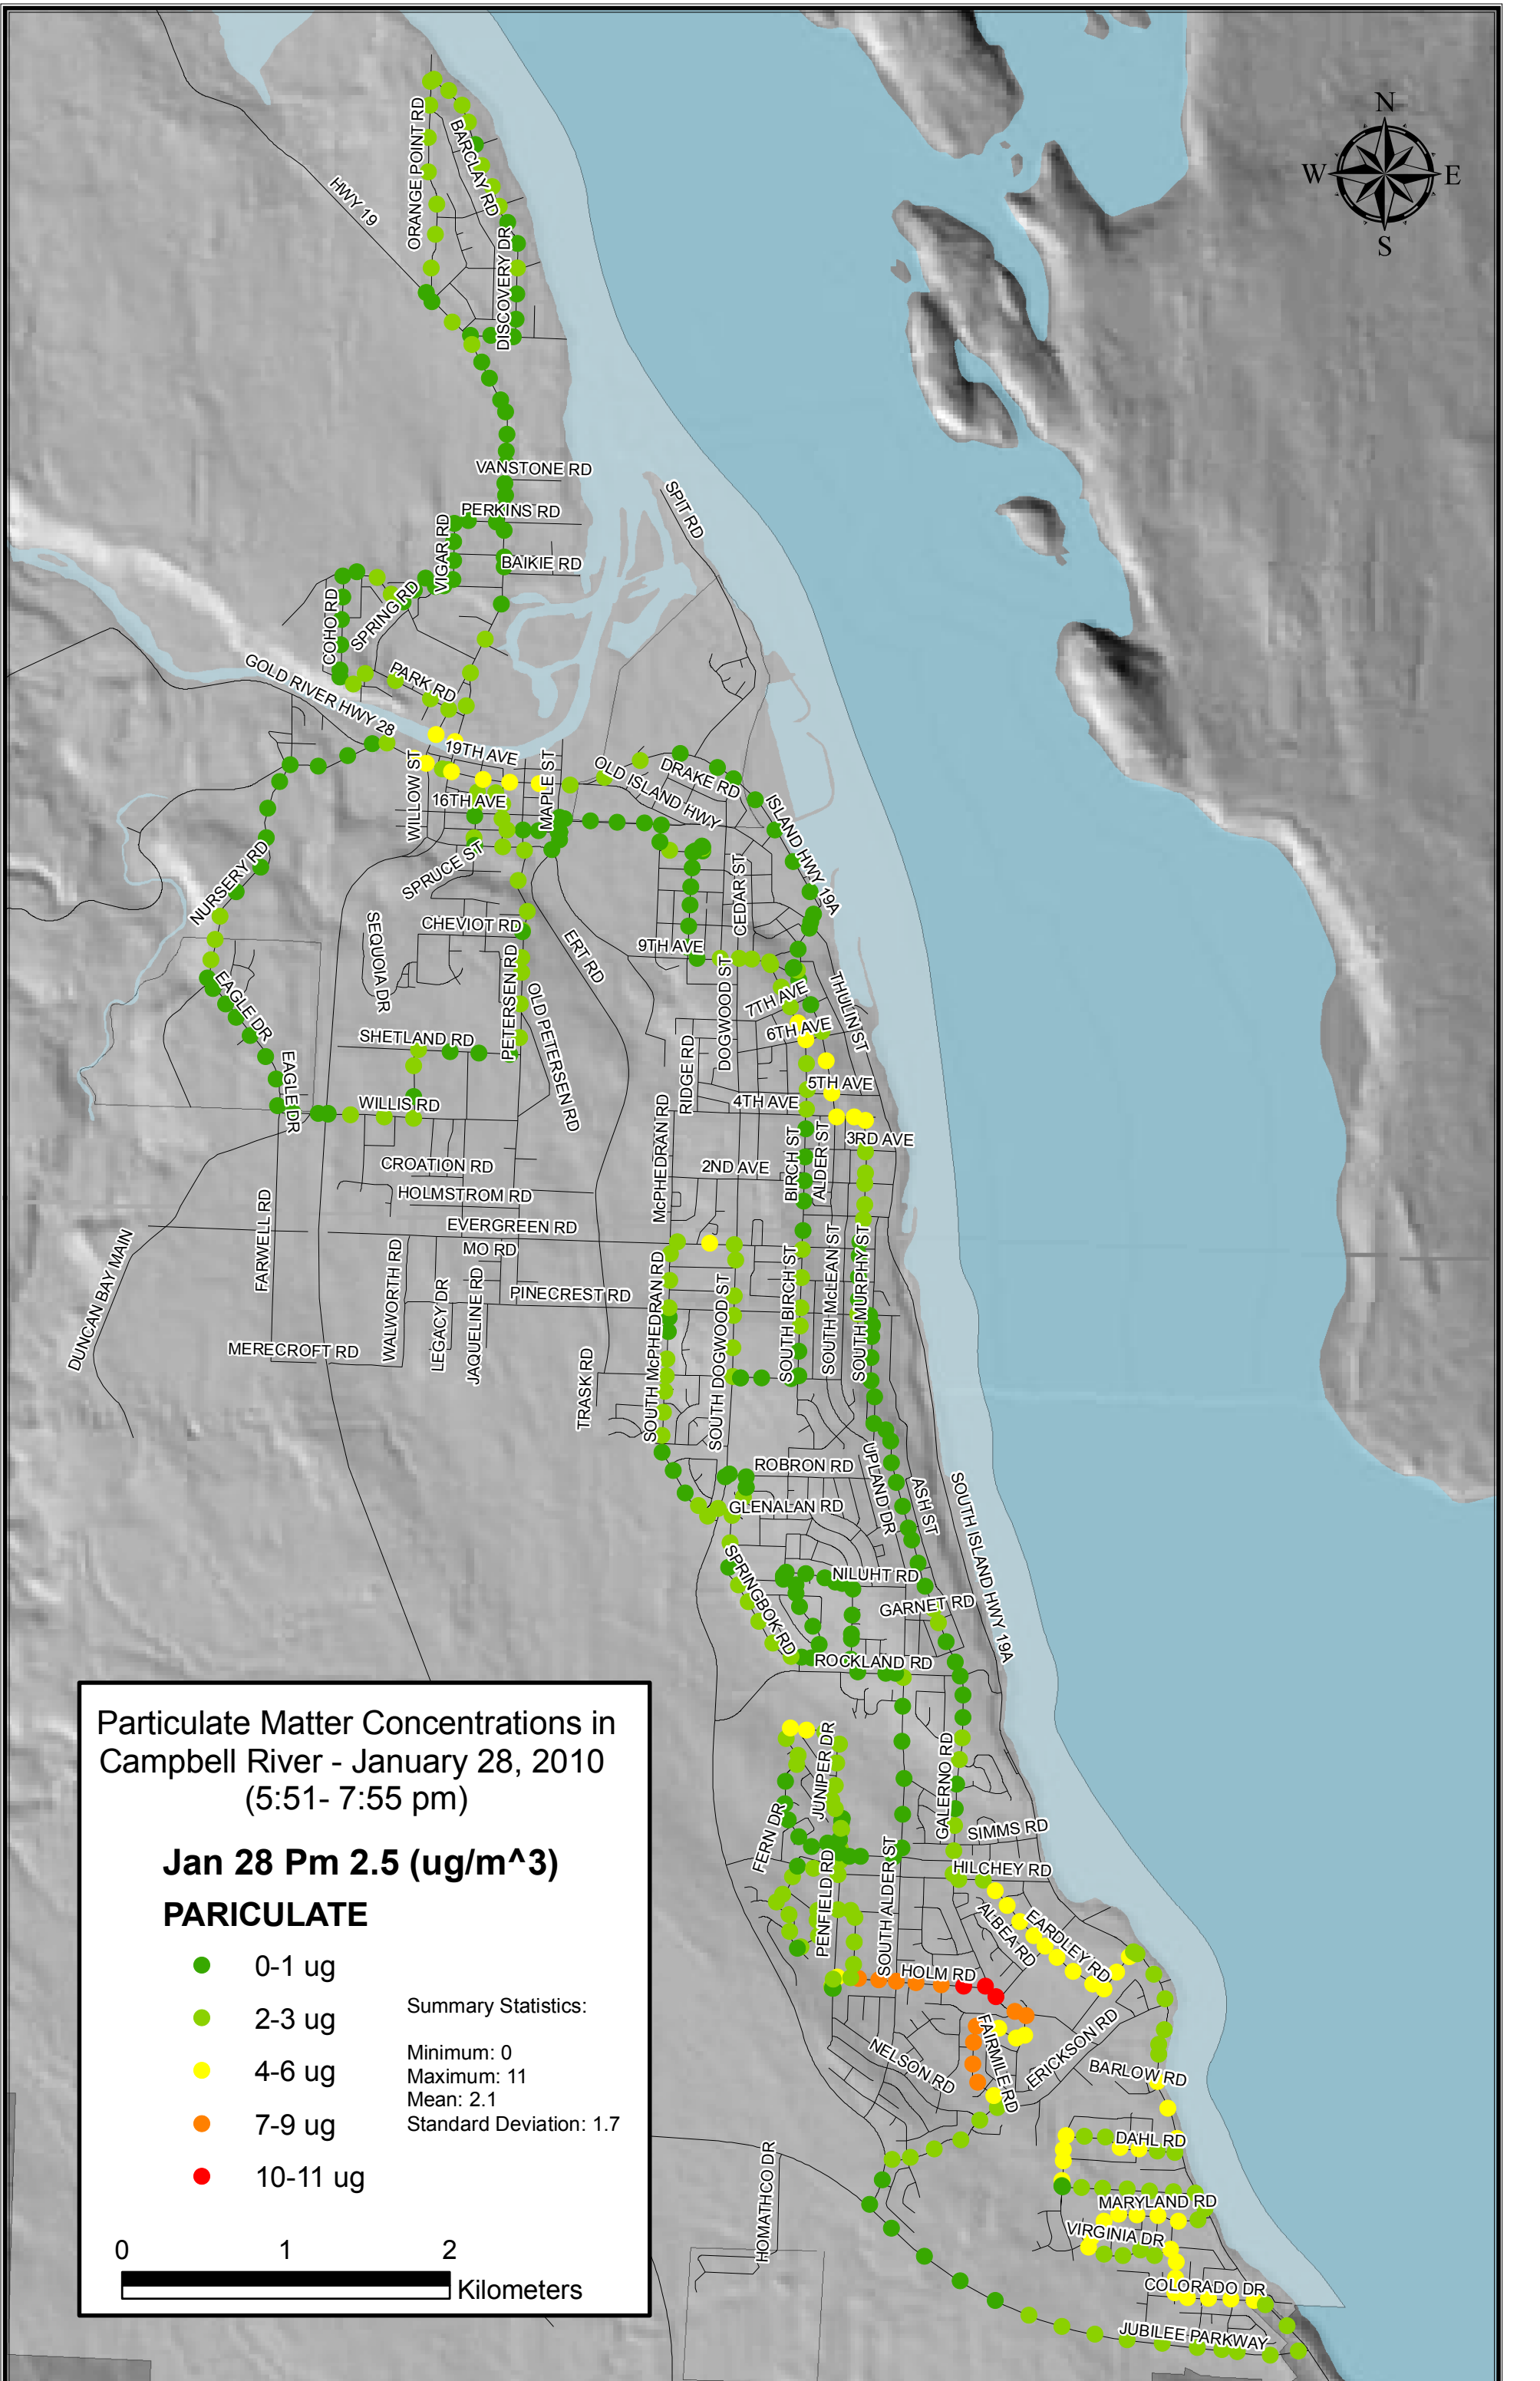 N
W
E
S
ORANGE POINT RD
BARCLAY RD
HWY 19
DISCOVERY DR
VANSTONE RD
SPIT RD
PERKINS RD
VIGAR RD
BAIKIE RD
COHO RD
SPRING RD
PARK RD
GOLD RIVER HWY 28
19TH AVE
WILLOW ST
MAPLE ST
OLD ISLAND HWY
DRAKE RD
16TH AVE
ISLAND HWY 19A
SPRUCE ST
NURSERY RD
CEDAR ST
SEQUOIA DR
CHEVIOT RD
ERT RD
9TH AVE
PETERSEN RD
DOGWOOD ST
EAGLE DR
OLD PETERSEN RD
7TH AVE
THULIN ST
6TH AVE
SHETLAND RD
RIDGE RD
EAGLE DR
5TH AVE
WILLIS RD
4TH AVE
McPHEDRAN RD
3RD AVE
BIRCH ST
ALDER ST
CROATION RD
2ND AVE
HOLMSTROM RD
FARWELL RD
EVERGREEN RD
DUNCAN BAY MAIN
MO RD
WALWORTH RD
LEGACY DR
JAQUELINE RD
PINECREST RD
SOUTH McPHEDRAN RD
SOUTH DOGWOOD ST
SOUTH BIRCH ST
SOUTH McLEAN ST
SOUTH MURPHY ST
MERECROFT RD
TRASK RD
ROBRON RD
UPLAND DR
ASH ST
SOUTH ISLAND HWY 19A
GLENALAN RD
SPRINGBOK RD
NILUHT RD
GARNET RD
ROCKLAND RD
JUNIPER DR
GALERNO RD
FERN DR
SIMMS RD
HILCHEY RD
PENFIELD RD
SOUTH ALDER ST
ALBEA RD
EARDLEY RD
HOLM RD
NELSON RD
FAIRMILE RD
ERICKSON RD
BARLOW RD
DAHL RD
HOMATHCO DR
MARYLAND RD
VIRGINIA DR
COLORADO DR
JUBILEE PARKWAY
Particulate Matter Concentrations in
Campbell River - January 28, 2010
(5:51- 7:55 pm)
Jan 28 Pm 2.5 (ug/m^3)
PARICULATE
0-1 ug
2-3 ug
4-6 ug
7-9 ug
10-11 ug
Summary Statistics:
Minimum: 0
Maximum: 11
Mean: 2.1
Standard Deviation: 1.7
0 1 2
Kilometers